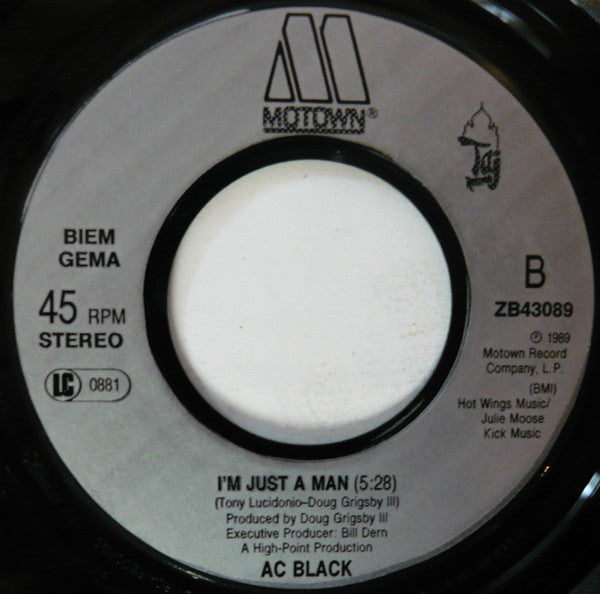 MOTOWN®
BIEM
GEMA
45 RPM
STEREO
LC 0881
B
ZB43089
℗ 1989
Motown Record
Company, L.P.
(BMI)
Hot Wings Music/
Julie Moose
Kick Music
I'M JUST A MAN (5:28)
(Tony Lucidonio–Doug Grigsby III)
Produced by Doug Grigsby III
Executive Producer: Bill Dern
A High-Point Production
AC BLACK